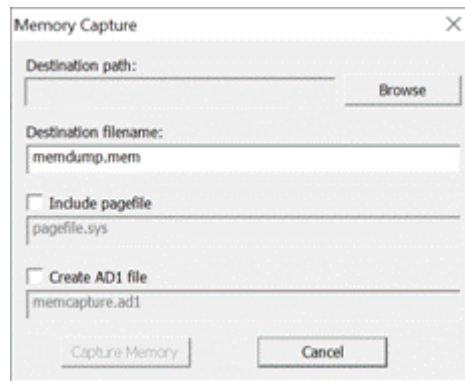 Memory Capture
Destination path:
Browse
Destination filename:
memdump.mem
Include pagefile
pagefile.sys
Create AD1 file
memcapture.ad1
Capture Memory
Cancel